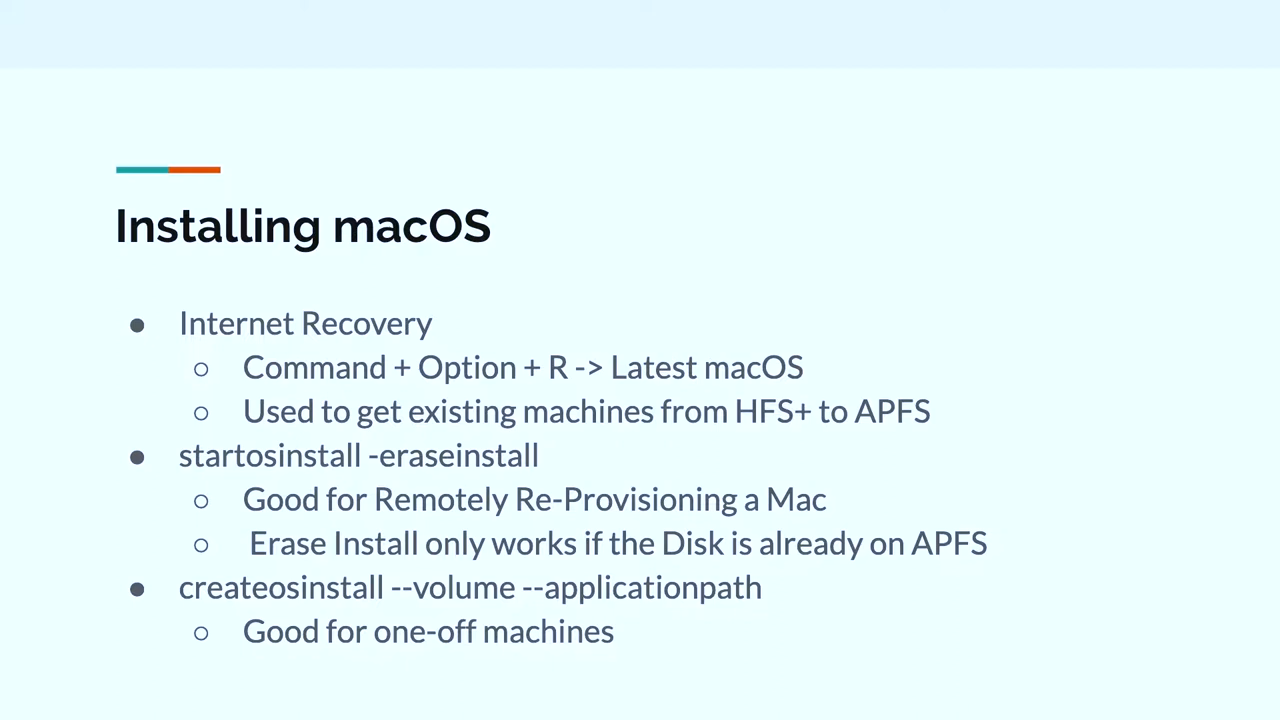 Installing macOS
● Internet Recovery
○ Command + Option + R -> Latest macOS
○ Used to get existing machines from HFS+ to APFS
● startosinstall -eraseinstall
○ Good for Remotely Re-Provisioning a Mac
○ Erase Install only works if the Disk is already on APFS
● createosinstall --volume --applicationpath
○ Good for one-off machines